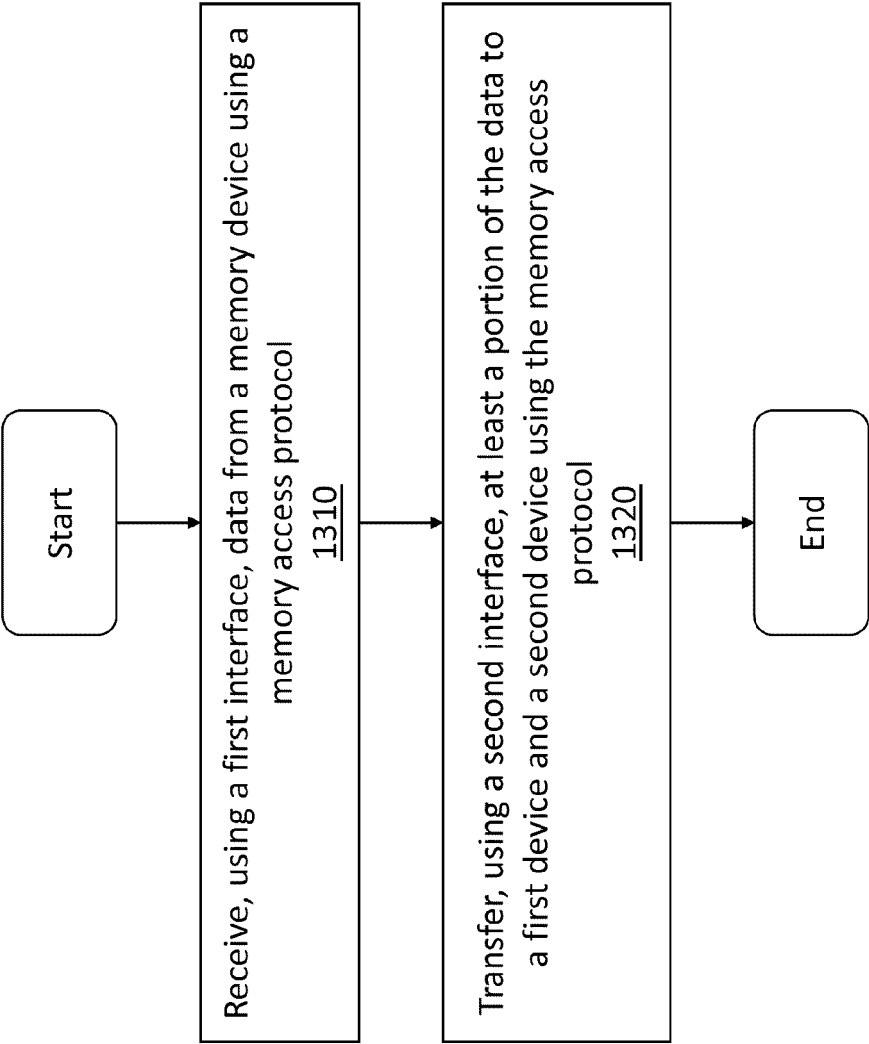 Start
Receive, using a first interface, data from a memory device using a
memory access protocol
1310
Transfer, using a second interface, at least a portion of the data to
a first device and a second device using the memory access
protocol
1320
End